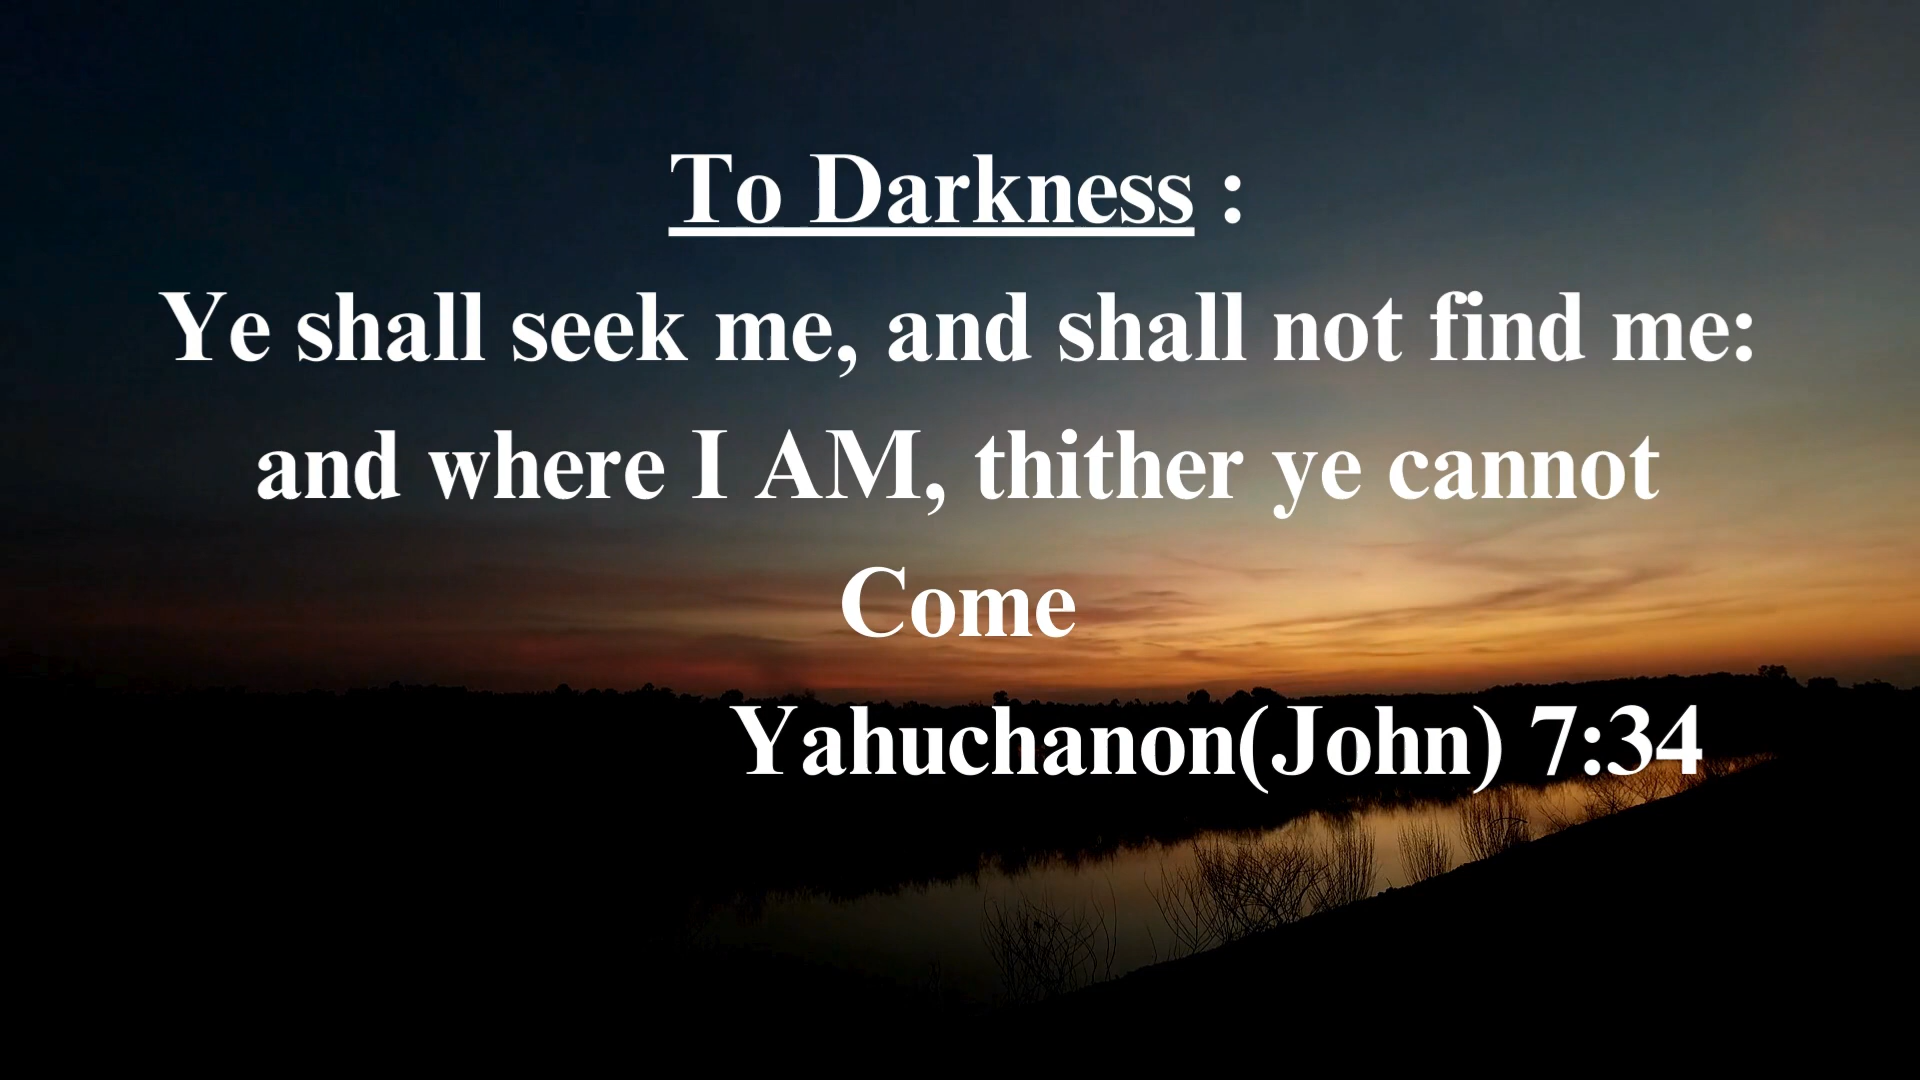 To Darkness :
Ye shall seek me, and shall not find me:
and where I AM, thither ye cannot
Come
Yahuchanon(John) 7:34